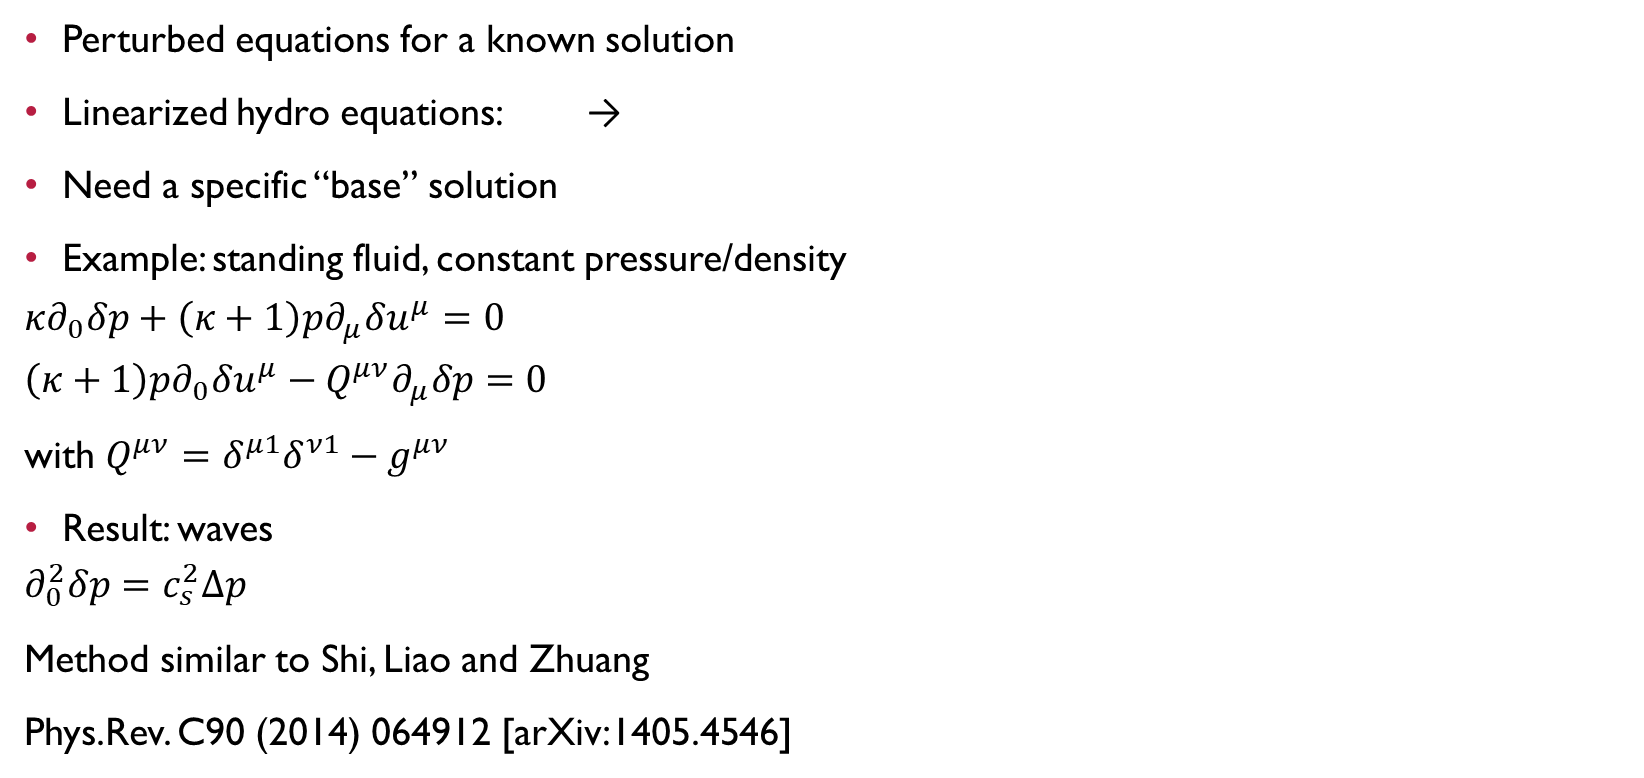 • Perturbed equations for a known solution
• Linearized hydro equations: →
• Need a specific “base” solution
• Example: standing fluid, constant pressure/density
κ∂₀δp + (κ + 1)p∂_μδu^μ = 0
(κ + 1)p∂₀δu^μ − Q^{μν}∂_μδp = 0
with Q^{μν} = δ^{μ1}δ^{ν1} − g^{μν}
• Result: waves
∂₀²δp = c_s²Δp
Method similar to Shi, Liao and Zhuang
Phys.Rev. C90 (2014) 064912 [arXiv:1405.4546]